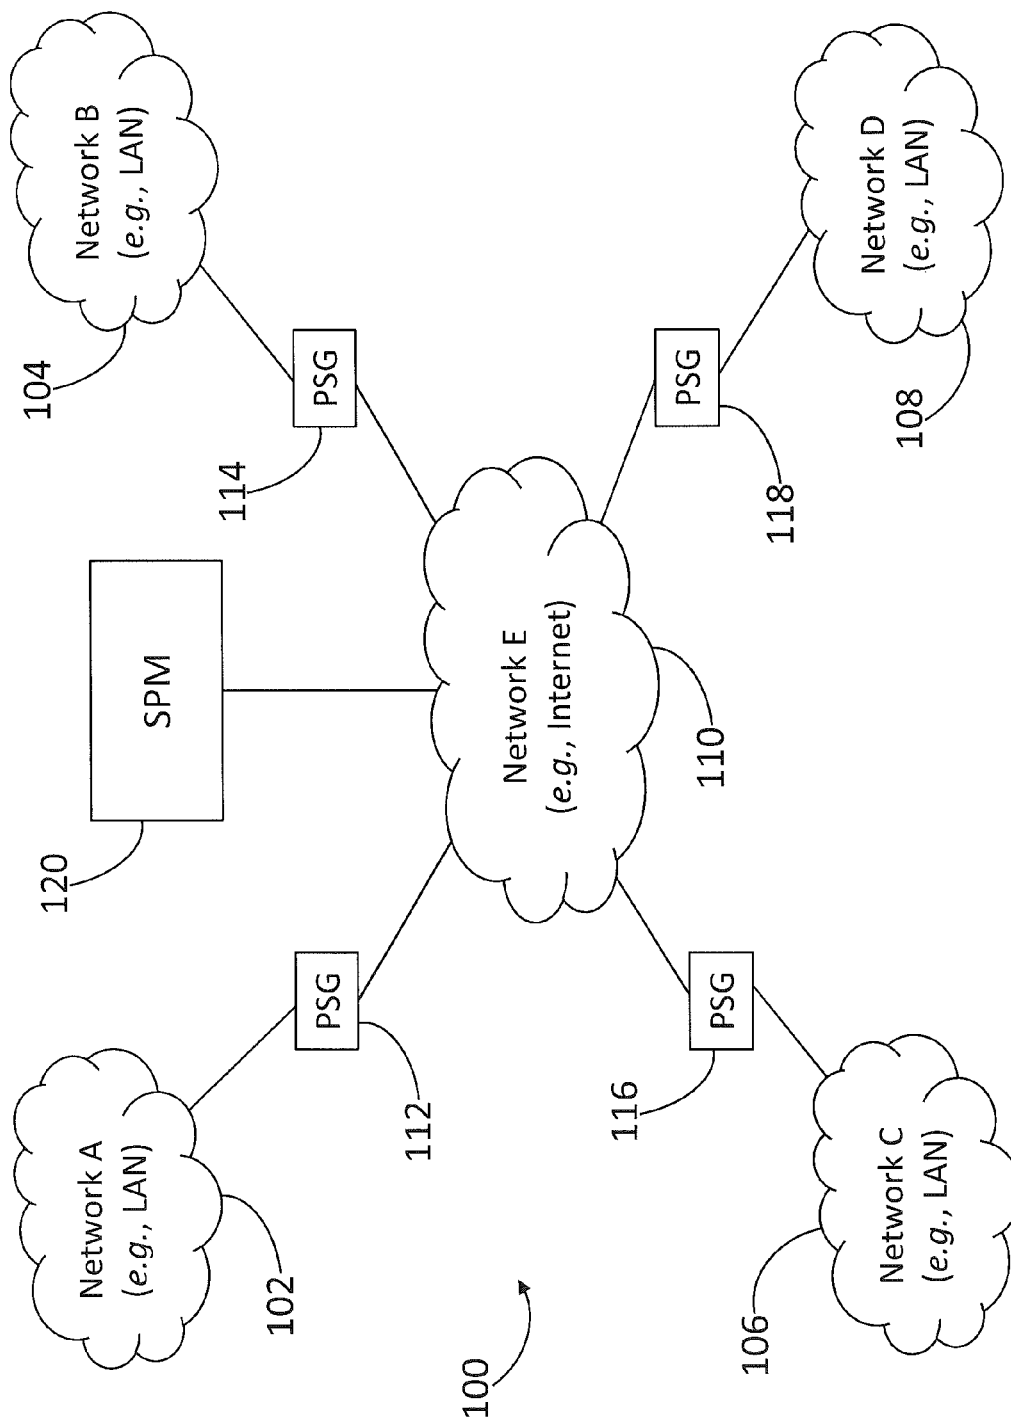 120
SPM
Network A
(e.g., LAN)
102
PSG
112
114
PSG
104
Network B
(e.g., LAN)
Network E
(e.g., Internet)
110
100
106
Network C
(e.g., LAN)
116
PSG
PSG
118
108
Network D
(e.g., LAN)